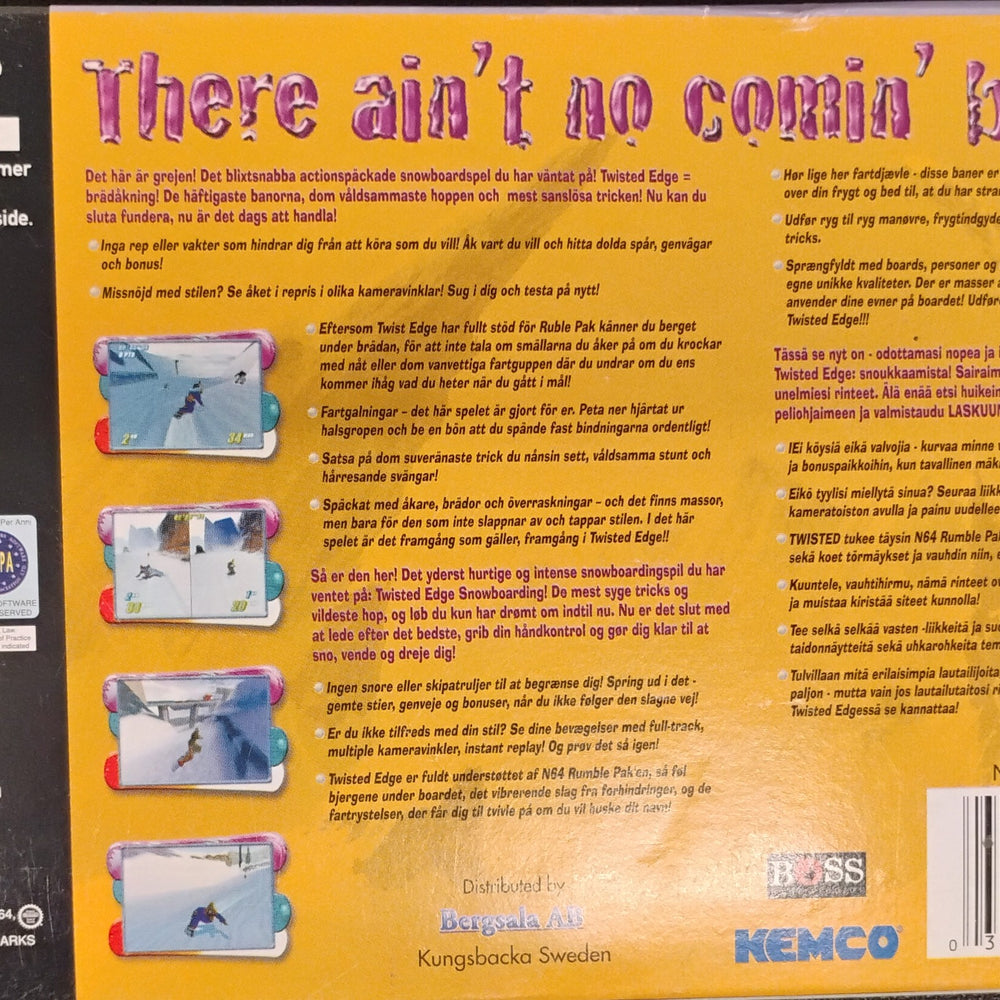 There ain't no comin'
Det här är grejen! Det blixtsnabba actionspäckade snowboardspel du har väntat på! Twisted Edge =
brädåkning! De häftigaste banorna, dom våldsammaste hoppen och mest sanslösa tricken! Nu kan du
sluta fundera, nu är det dags att handla!
Inga rep eller vakter som hindrar dig från att köra som du vill! Åk vart du vill och hitta dolda spår, genvägar
och bonus!
Missnöjd med stilen? Se åket i repris i olika kameravinklar! Sug i dig och testa på nytt!
Eftersom Twist Edge har fullt stöd för Ruble Pak känner du berget
under brädan, för att inte tala om smällarna du åker på om du krockar
med nåt eller dom vanvettiga fartguppen där du undrar om du ens
kommer ihåg vad du heter när du gått i mål!
Fartgalningar – det här spelet är gjort för er. Peta ner hjärtat ur
halsgropen och be en bön att du spände fast bindningarna ordentligt!
Satsa på dom suveränaste trick du nånsin sett, våldsamma stunt och
hårresande svängar!
Späckat med åkare, brädor och överraskningar – och det finns massor,
men bara för den som inte slappnar av och tappar stilen. I det här
spelet är det framgång som gäller, framgång i Twisted Edge!!
Så er den her! Det yderst hurtige og intense snowboardingspil du har
ventet på: Twisted Edge Snowboarding! De mest syge tricks og
vildeste hop, og løb du kun har drømt om indtil nu. Nu er det slut med
at lede efter det bedste, grib din håndkontrol og gør dig klar til at
sno, vende og dreje dig!
Ingen snore eller skipatruljer til at begrænse dig! Spring ud i det -
gemte stier, genveje og bonuser, når du ikke følger den slagne vej!
Er du ikke tilfreds med din stil? Se dine bevægelser med full-track,
multiple kameravinkler, instant replay! Og prøv det så igen!
Twisted Edge er fuldt understøttet af N64 Rumble Pak'en, så føl
bjergene under boardet, det vibrerende slag fra forhindringer, og de
fartrystelser, der får dig til tvivle på om du vil huske dit navn!
Hør lige her fartdjævle - disse baner er
over din frygt og bed til, at du har
Udfør ryg til ryg manøvre,
tricks.
Sprængfyldt med boards, personer og
egne unikke kvaliteter. Der er masser
anvender dine evner på boardet!
Twisted Edge!!!
Tässä se nyt on - odottamasi nopea ja
Twisted Edge: snoukkaamista!
unelmiesi rinteet. Älä enää etsi
peliohjaimeen ja valmistaudu
IEi köysiä eikä valvojia - kurvaa minne
ja bonuspaikkoihin, kun tavallinen
Eikö tyylisi miellytä sinua? Seuraa
kameratoiston avulla ja painu
TWISTED tukee täysin N64 Rumble
sekä koet törmäykset ja vauhdin niin,
Kuuntele, vauhtihirmu, nämä rinteet
ja muistaa kiristää siteet kunnolla!
Tee selkä selkää vasten -liikkeitä ja
taidonnäytteitä sekä uhkarohkeita
Tulvillaan mitä erilaisimpia
paljon - mutta vain jos lautailutaitosi
Twisted Edgessä se kannattaa!
Distributed by
Bergsala AB
Kungsbacka Sweden
BOSS
KEMCO
side.
Per Anni
SOFTWARE
Law
of Practice
indicated
64,
0 3